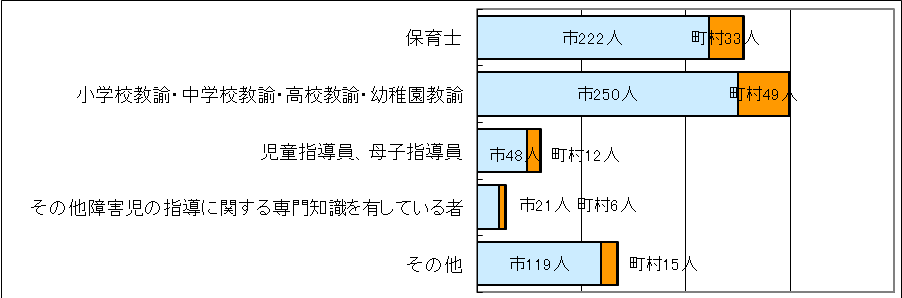 保育士 市222人 町村33人
小学校教諭・中学校教諭・高校教諭・幼稚園教諭 市250人 町村49人
児童指導員、母子指導員 市48人 町村12人
その他障害児の指導に関する専門知識を有している者 市21人 町村6人
その他 市119人 町村15人